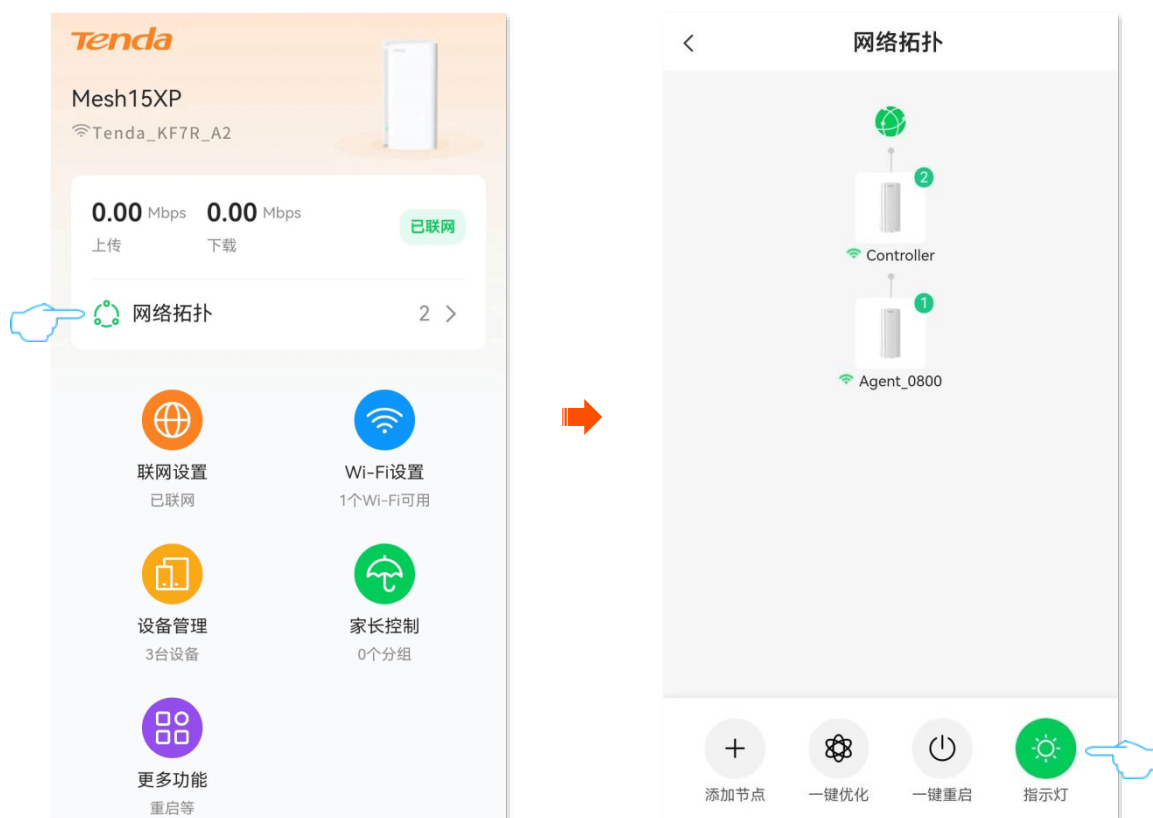 Tenda
Mesh15XP
Tenda_KF7R_A2
0.00 Mbps 0.00 Mbps
上传 下载
已联网
网络拓扑 2
联网设置 Wi-Fi设置
已联网 1个Wi-Fi可用
设备管理 家长控制
3台设备 0个分组
更多功能
重启等
网络拓扑
2
Controller
1
Agent_0800
添加节点 一键优化 一键重启 指示灯